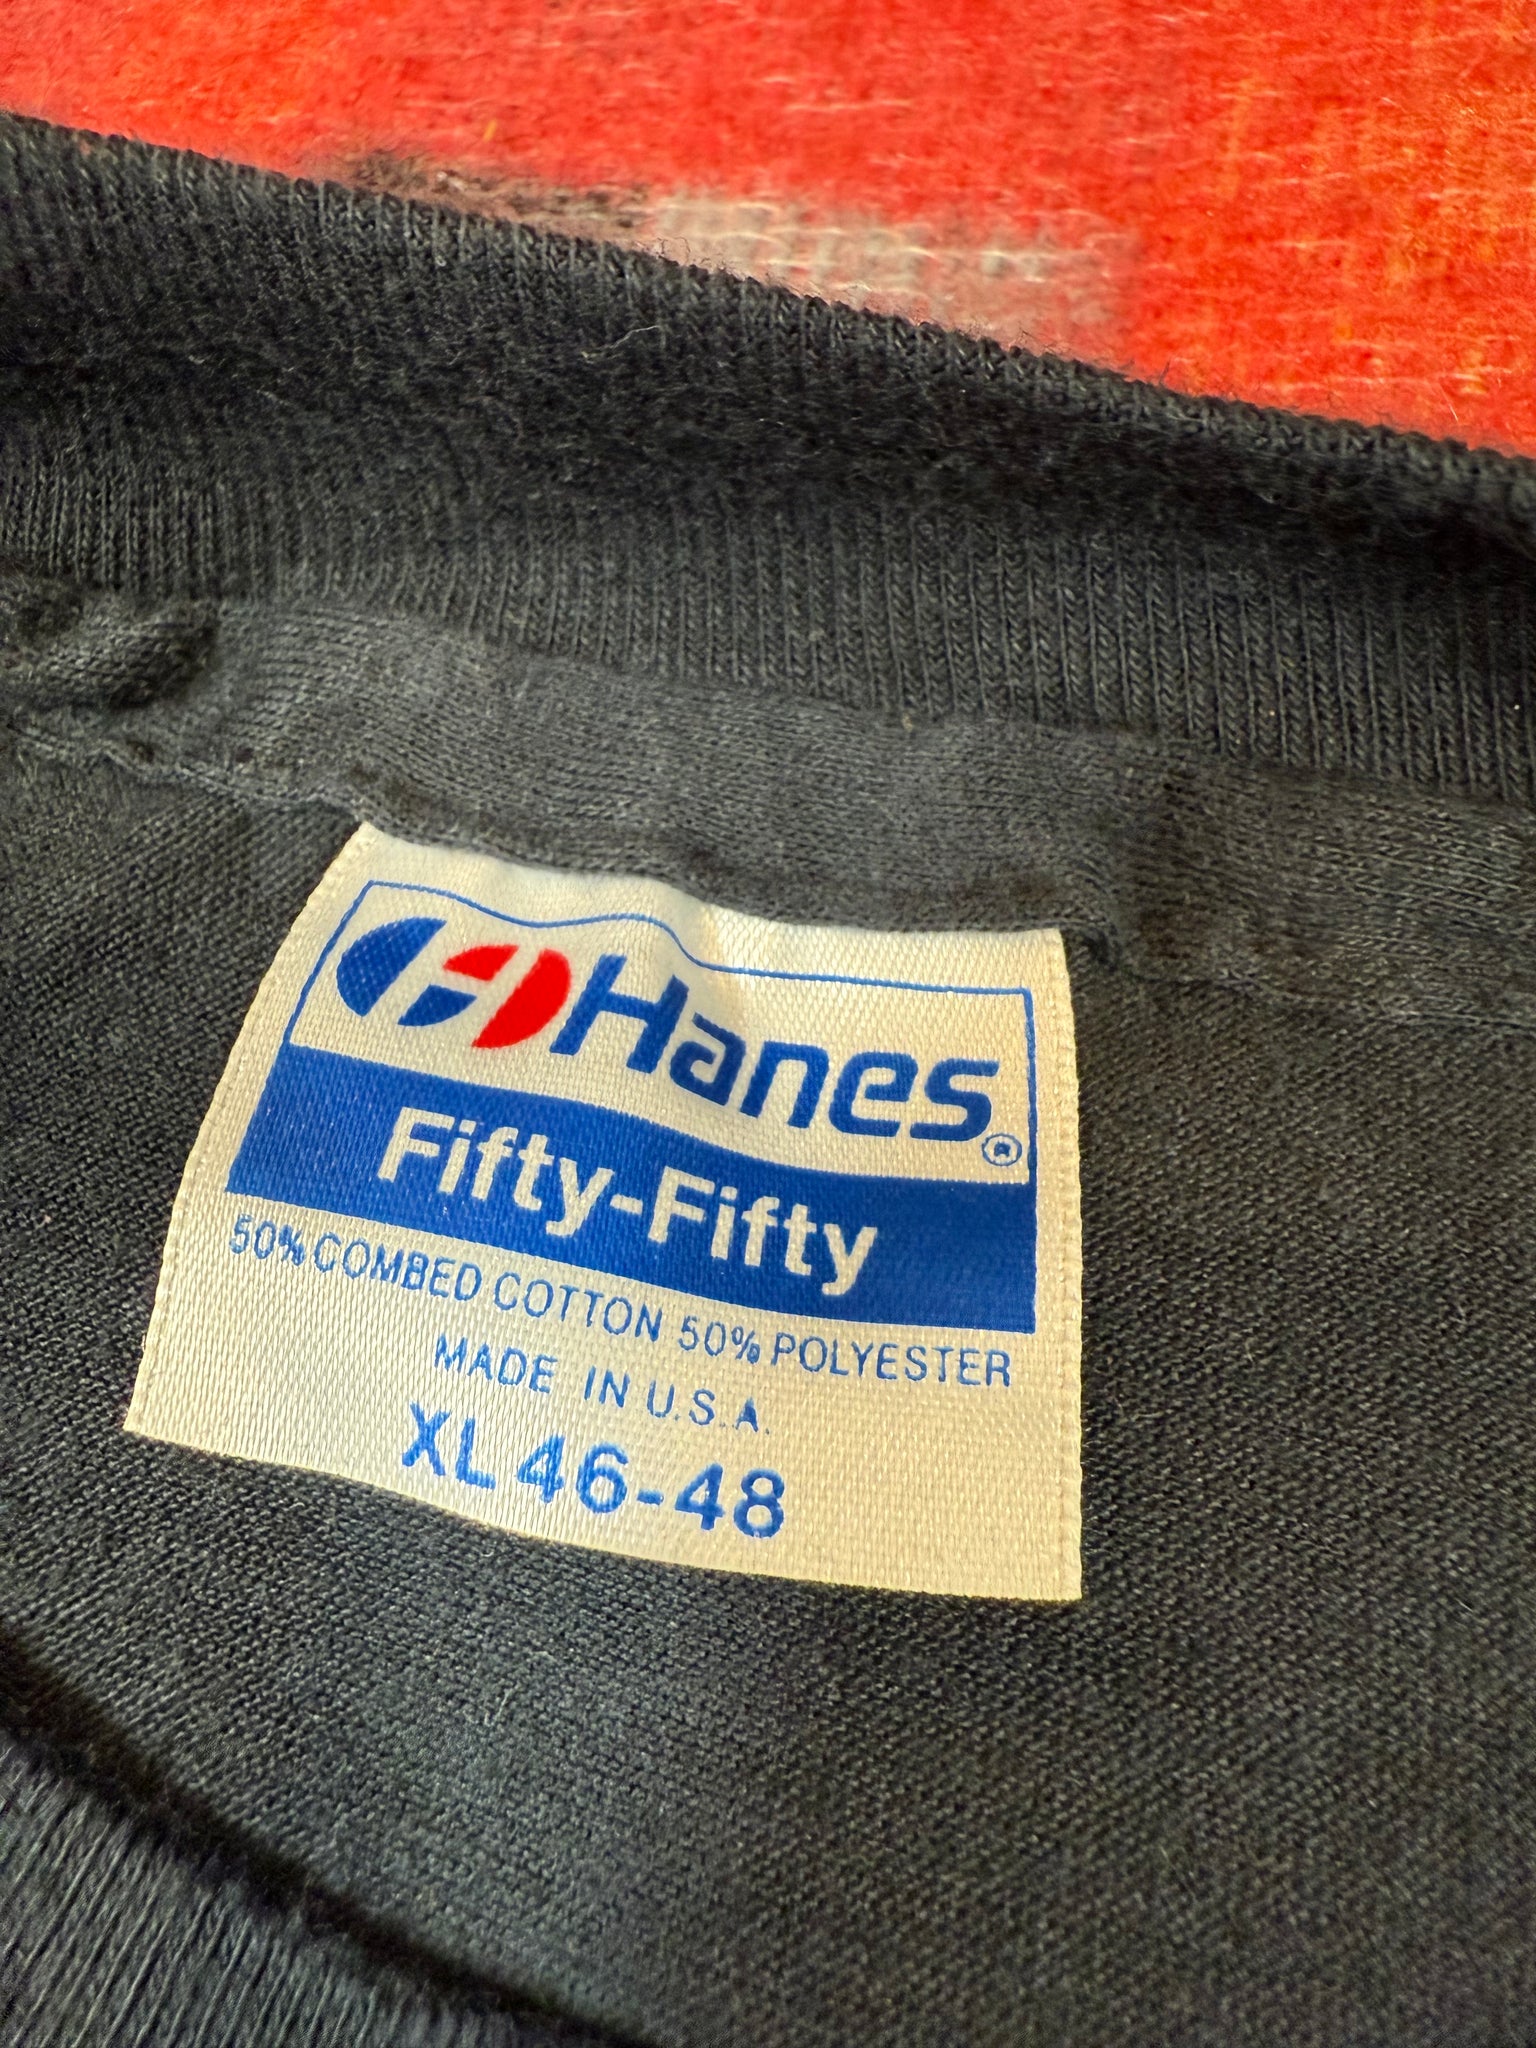 Hanes®
Fifty-Fifty
50% COMBED COTTON 50% POLYESTER
MADE IN U.S.A.
XL 46-48